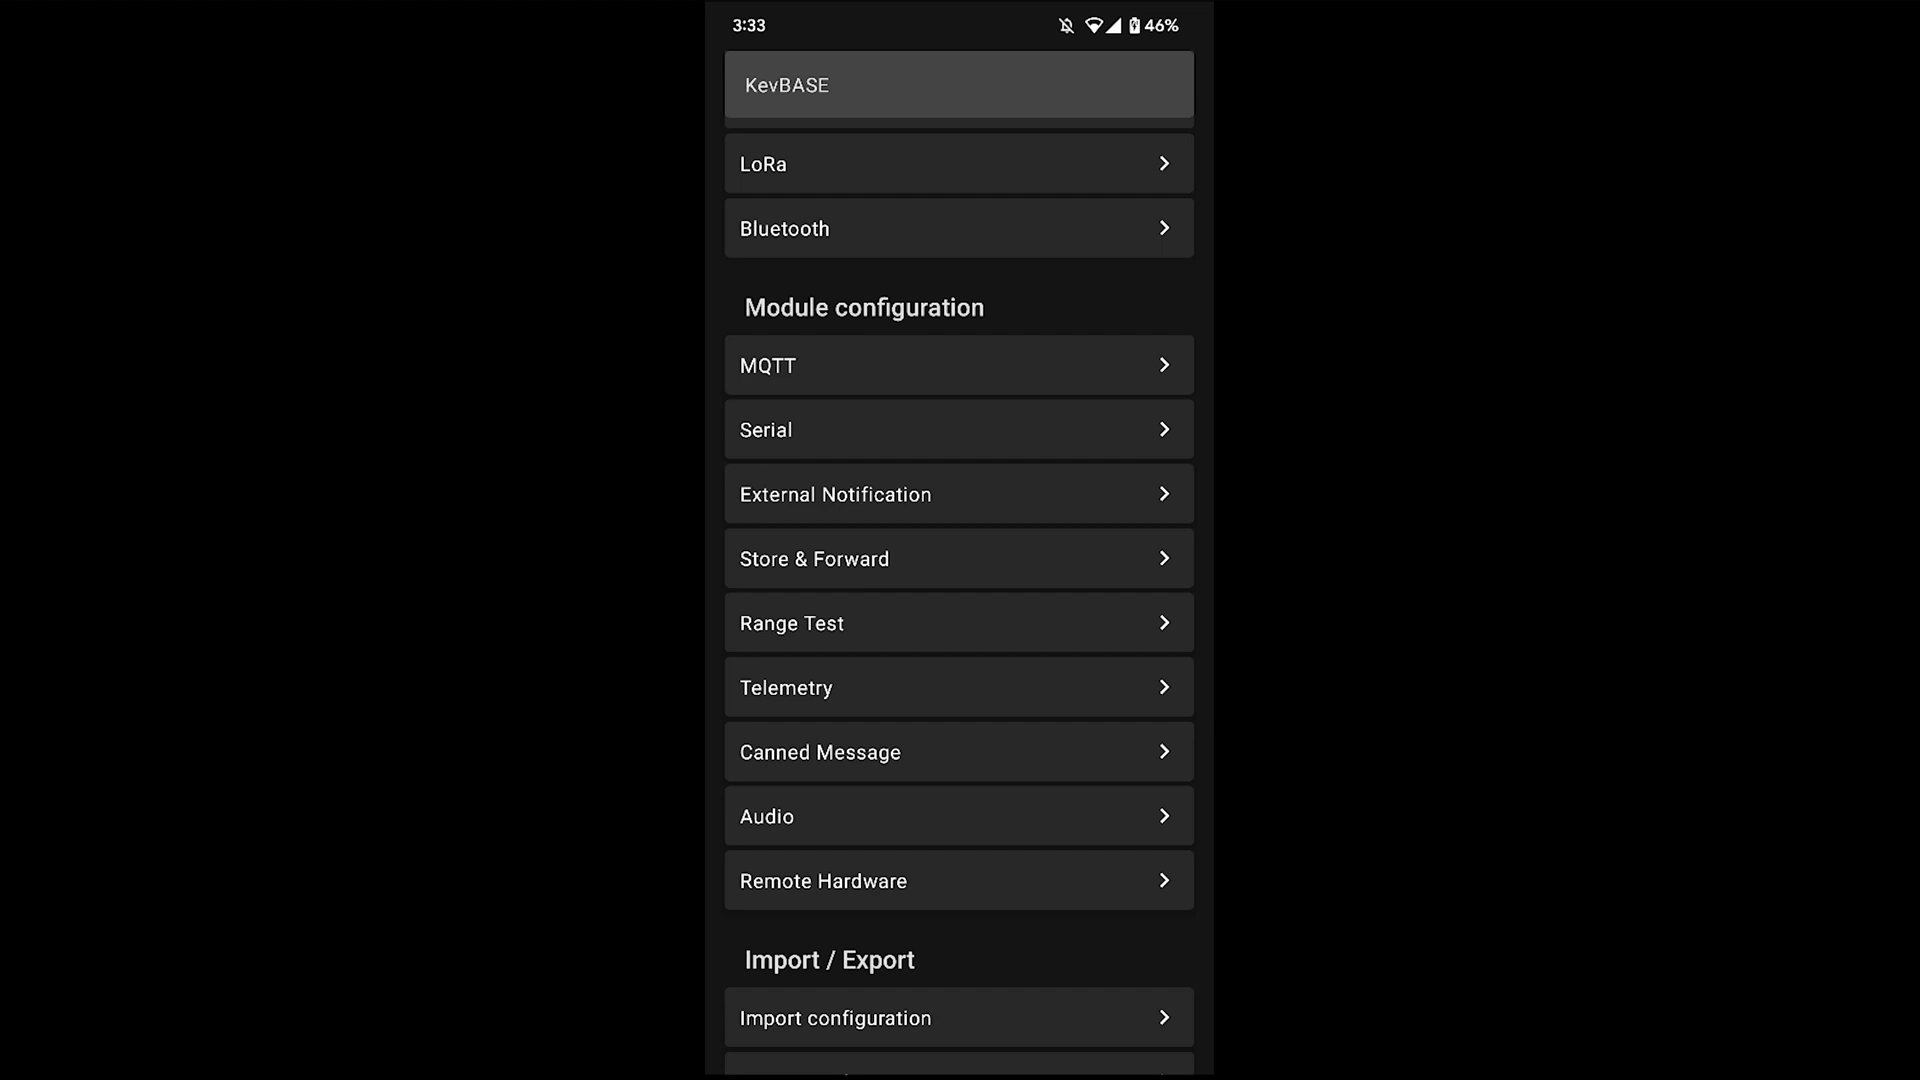 3:33
46%
KevBASE
LoRa
Bluetooth
Module configuration
MQTT
Serial
External Notification
Store & Forward
Range Test
Telemetry
Canned Message
Audio
Remote Hardware
Import / Export
Import configuration